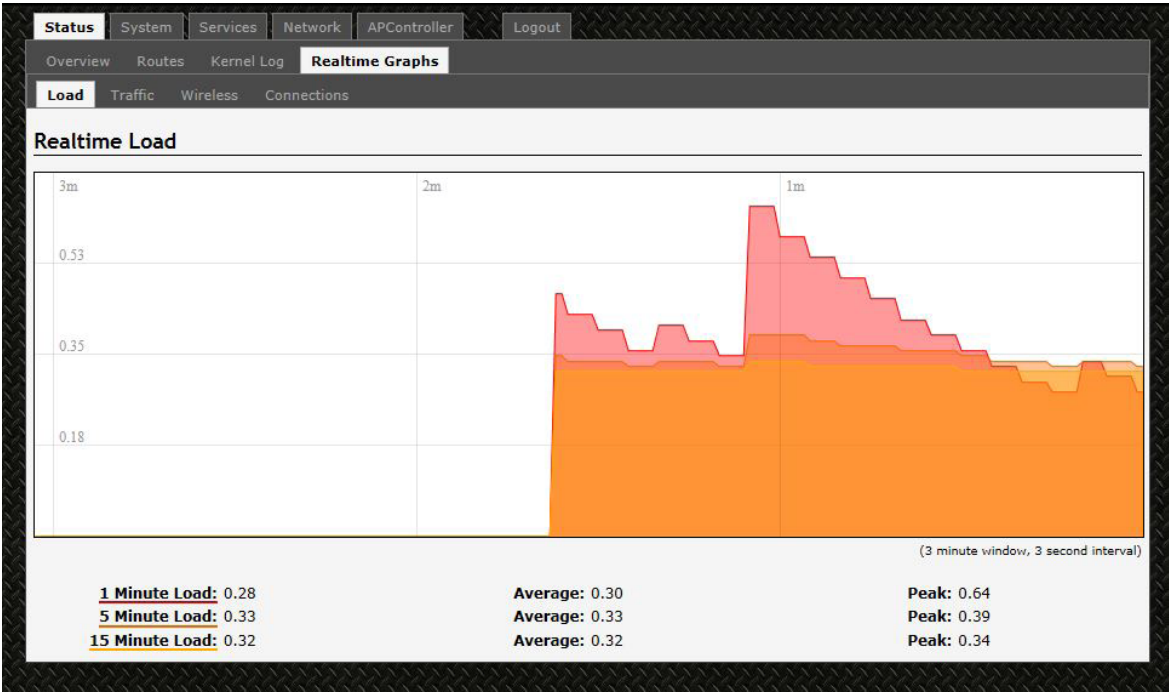 Status System Services Network APController Logout
Overview Routes Kernel Log Realtime Graphs
Load Traffic Wireless Connections
Realtime Load
3m 2m 1m
0.53
0.35
0.18
(3 minute window, 3 second interval)
1 Minute Load: 0.28 Average: 0.30 Peak: 0.64
5 Minute Load: 0.33 Average: 0.33 Peak: 0.39
15 Minute Load: 0.32 Average: 0.32 Peak: 0.34